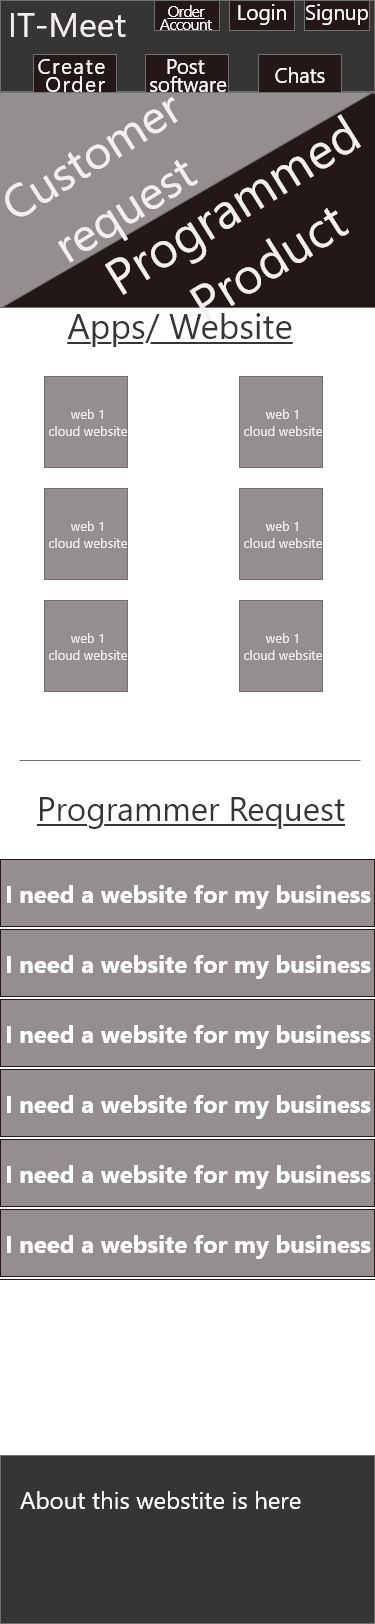 IT-Meet
Order
Account
Login
Signup
Create
Order
Post
software
Chats
Customer
request
Programmed
Product
Apps/ Website
web 1
cloud website
web 1
cloud website
web 1
cloud website
web 1
cloud website
web 1
cloud website
web 1
cloud website
Programmer Request
I need a website for my business
I need a website for my business
I need a website for my business
I need a website for my business
I need a website for my business
I need a website for my business
About this webstite is here